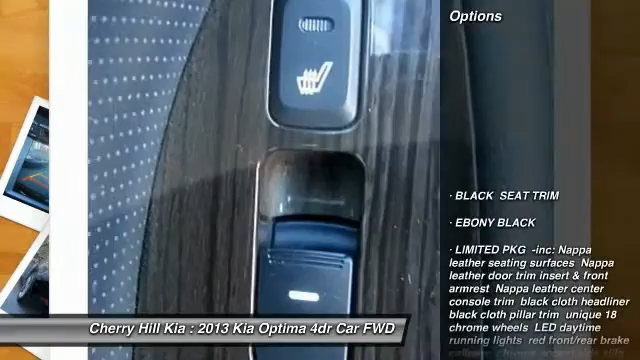 Options
· BLACK SEAT TRIM
· EBONY BLACK
· LIMITED PKG -inc: Nappa
leather seating surfaces Nappa
leather door trim insert & front
armrest Nappa leather center
console trim black cloth headliner
black cloth pillar trim unique 18
chrome wheels LED daytime
running lights red front/rear brake
Cherry Hill Kia : 2013 Kia Optima 4dr Car FWD